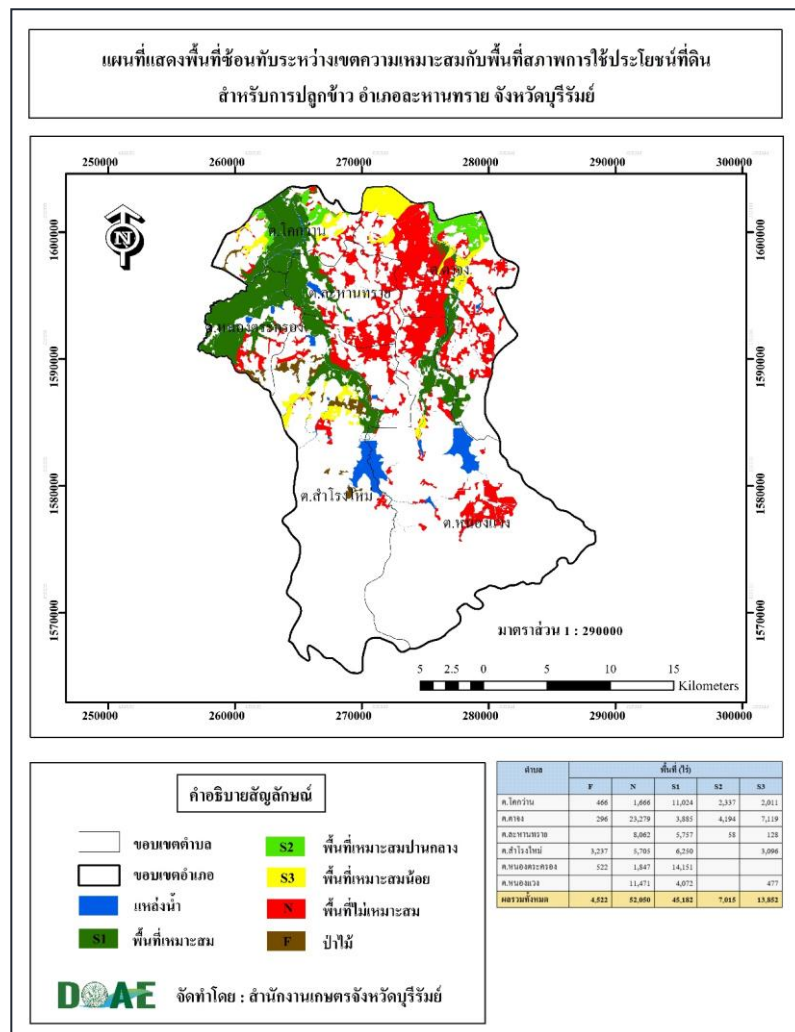 แผนที่แสดงพื้นที่ซ้อนทับระหว่างเขตความเหมาะสมกับพื้นที่สภาพการใช้ประโยชน์ที่ดิน
สำหรับการปลูกข้าว อำเภอละหานทราย จังหวัดบุรีรัมย์
250000 260000 270000 280000 290000 300000
N
1600000 1600000
ต.โคกว่าน
ต.ละหานทราย
1590000 1590000
1580000 1580000
ต.สำโรงใหม่
ต.หนองแวง
1570000 1570000
มาตราส่วน 1 : 290000
5 2.5 0 5 10 15
Kilometers
250000 260000 270000 280000 290000 300000
คำอธิบายสัญลักษณ์
ขอบเขตตำบล
ขอบเขตอำเภอ
แหล่งน้ำ
S1 พื้นที่เหมาะสม
S2 พื้นที่เหมาะสมปานกลาง
S3 พื้นที่เหมาะสมน้อย
N พื้นที่ไม่เหมาะสม
F ป่าไม้
DOAE จัดทำโดย : สำนักงานเกษตรจังหวัดบุรีรัมย์
ตำบล พื้นที่ (ไร่)
F N S1 S2 S3
ต.โคกว่าน 466 1,666 11,024 2,337 2,011
ต.ตาจง 296 23,279 3,885 4,194 7,119
ต.ละหานทราย 8,062 5,757 58 128
ต.สำโรงใหม่ 3,237 5,705 6,250 3,096
ต.หนองตะครอง 522 1,847 14,151
ต.หนองแวง 11,471 4,072 477
ผลรวมทั้งหมด 4,522 52,050 45,182 7,015 13,852